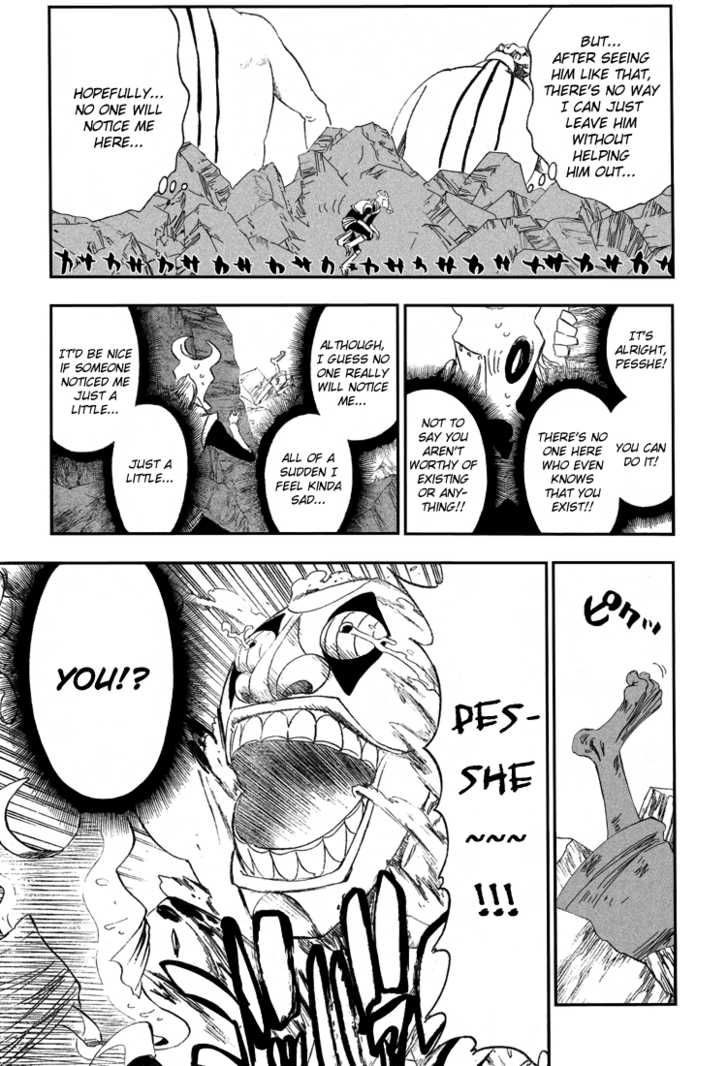 BUT...
AFTER SEEING
HIM LIKE THAT,
THERE'S NO WAY
I CAN JUST
LEAVE HIM
WITHOUT
HELPING
HIM OUT...
HOPEFULLY...
NO ONE WILL
NOTICE ME
HERE...
IT'S
ALRIGHT,
PESSHE!
YOU CAN
DO IT!
THERE'S NO
ONE HERE
WHO EVEN
KNOWS
THAT YOU
EXIST!!
NOT TO
SAY YOU
AREN'T
WORTHY OF
EXISTING
OR ANY-
THING!!
ALTHOUGH,
I GUESS NO
ONE REALLY
WILL NOTICE
ME...
ALL OF A
SUDDEN I
FEEL KINDA
SAD...
IT'D BE NICE
IF SOMEONE
NOTICED ME
JUST A
LITTLE...
JUST A
LITTLE...
ピクッ
PES-
SHE
~~~
!!!
YOU!?